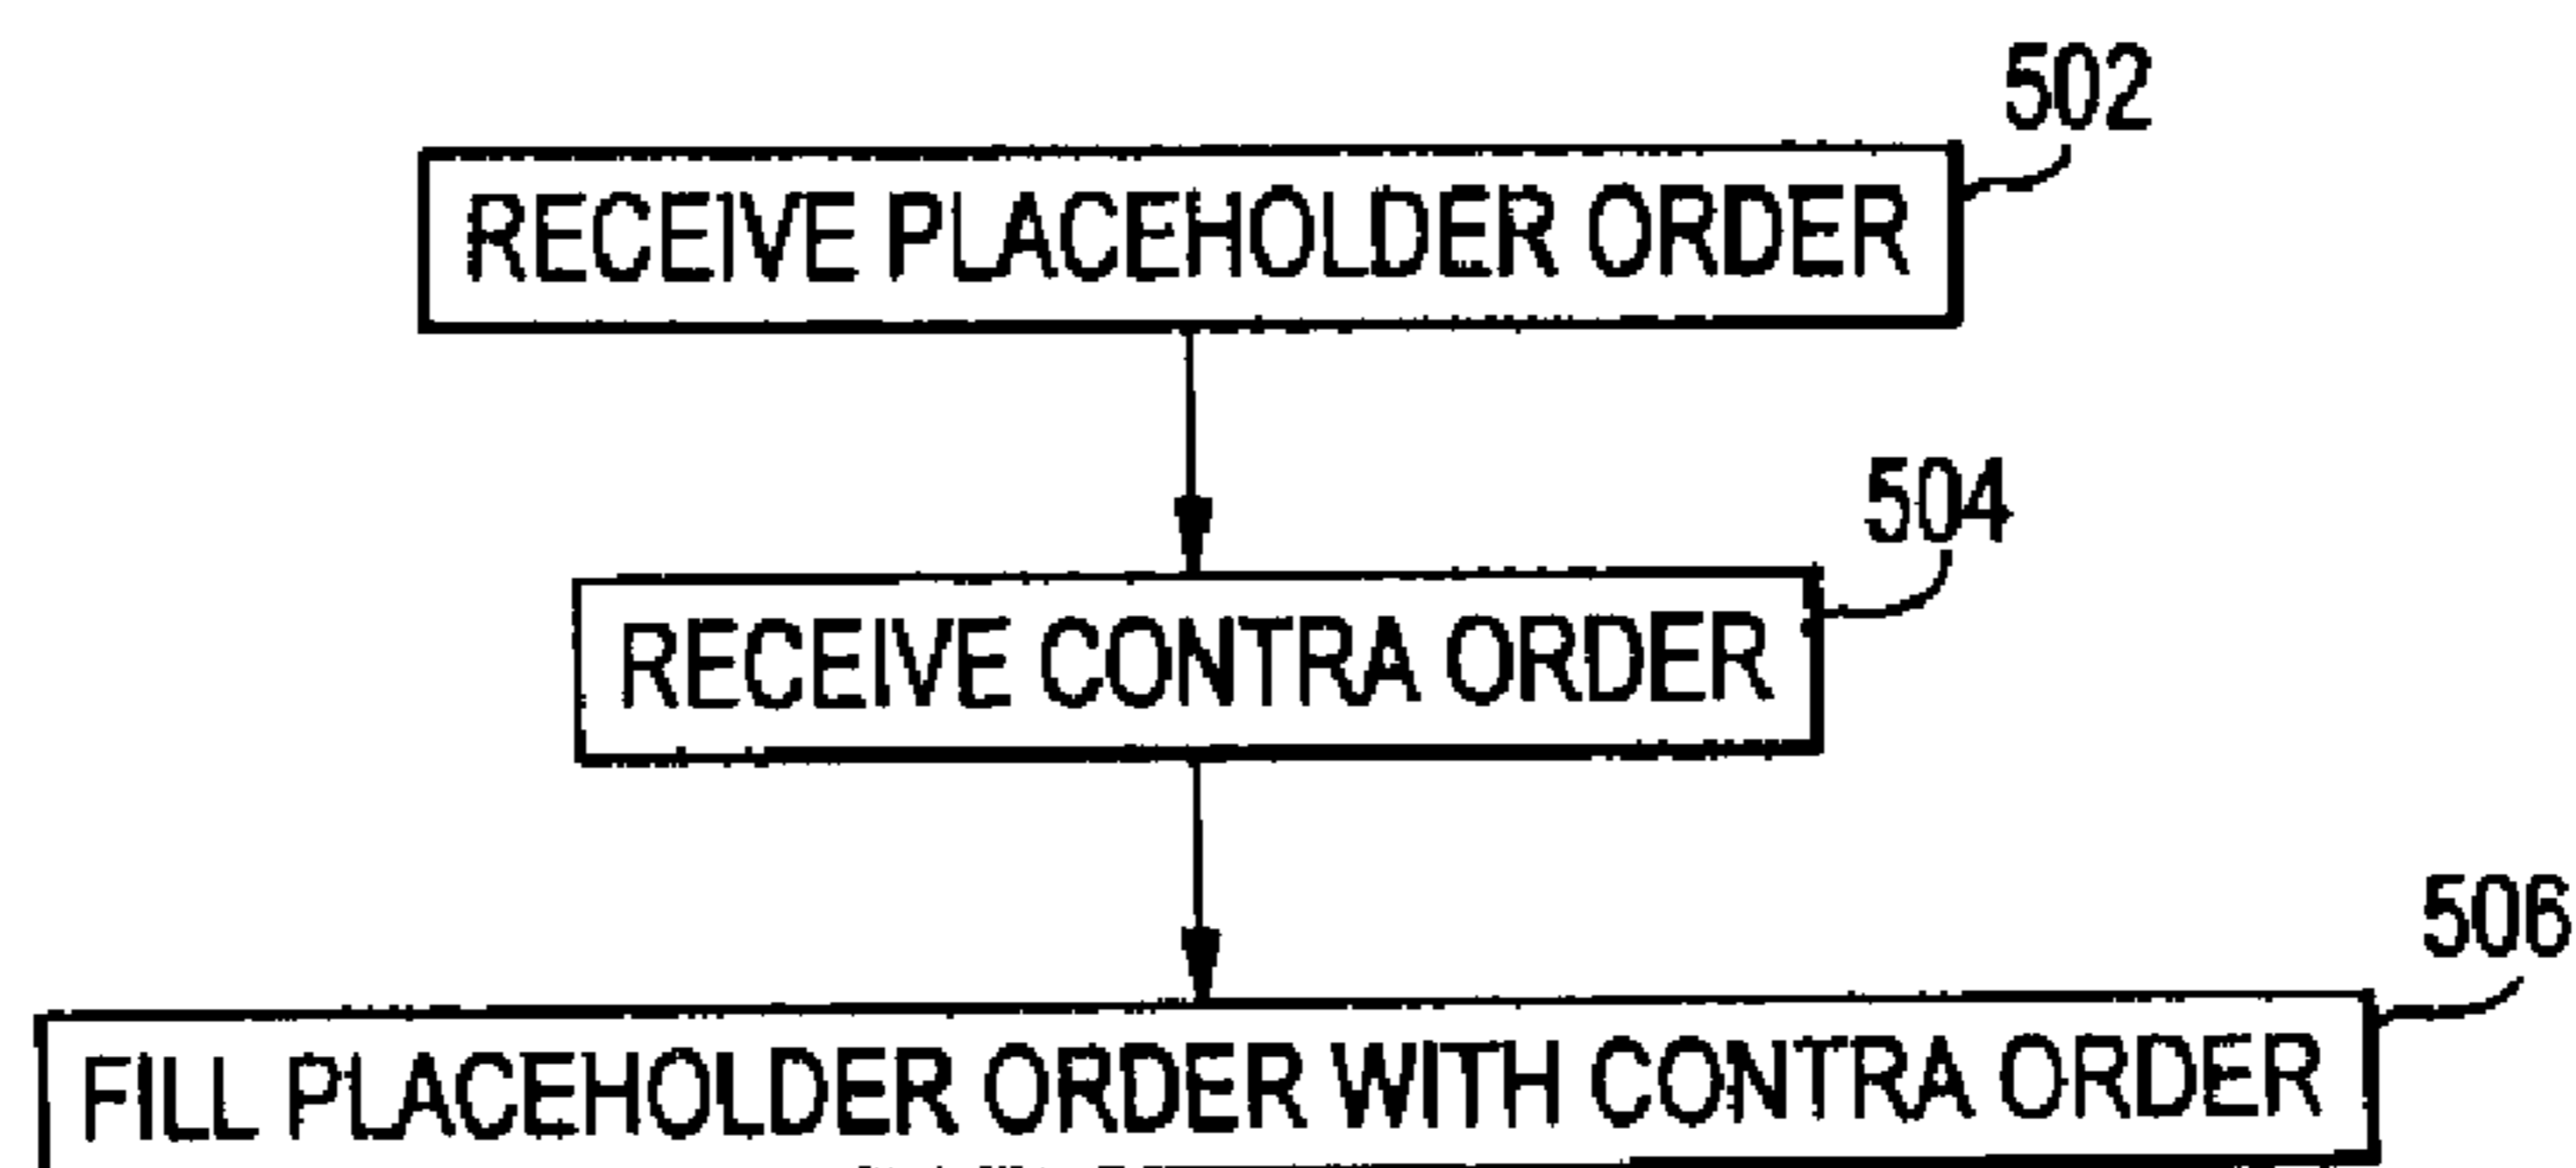 502
RECEIVE PLACEHOLDER ORDER
504
RECEIVE CONTRA ORDER
506
FILL PLACEHOLDER ORDER WITH CONTRA ORDER